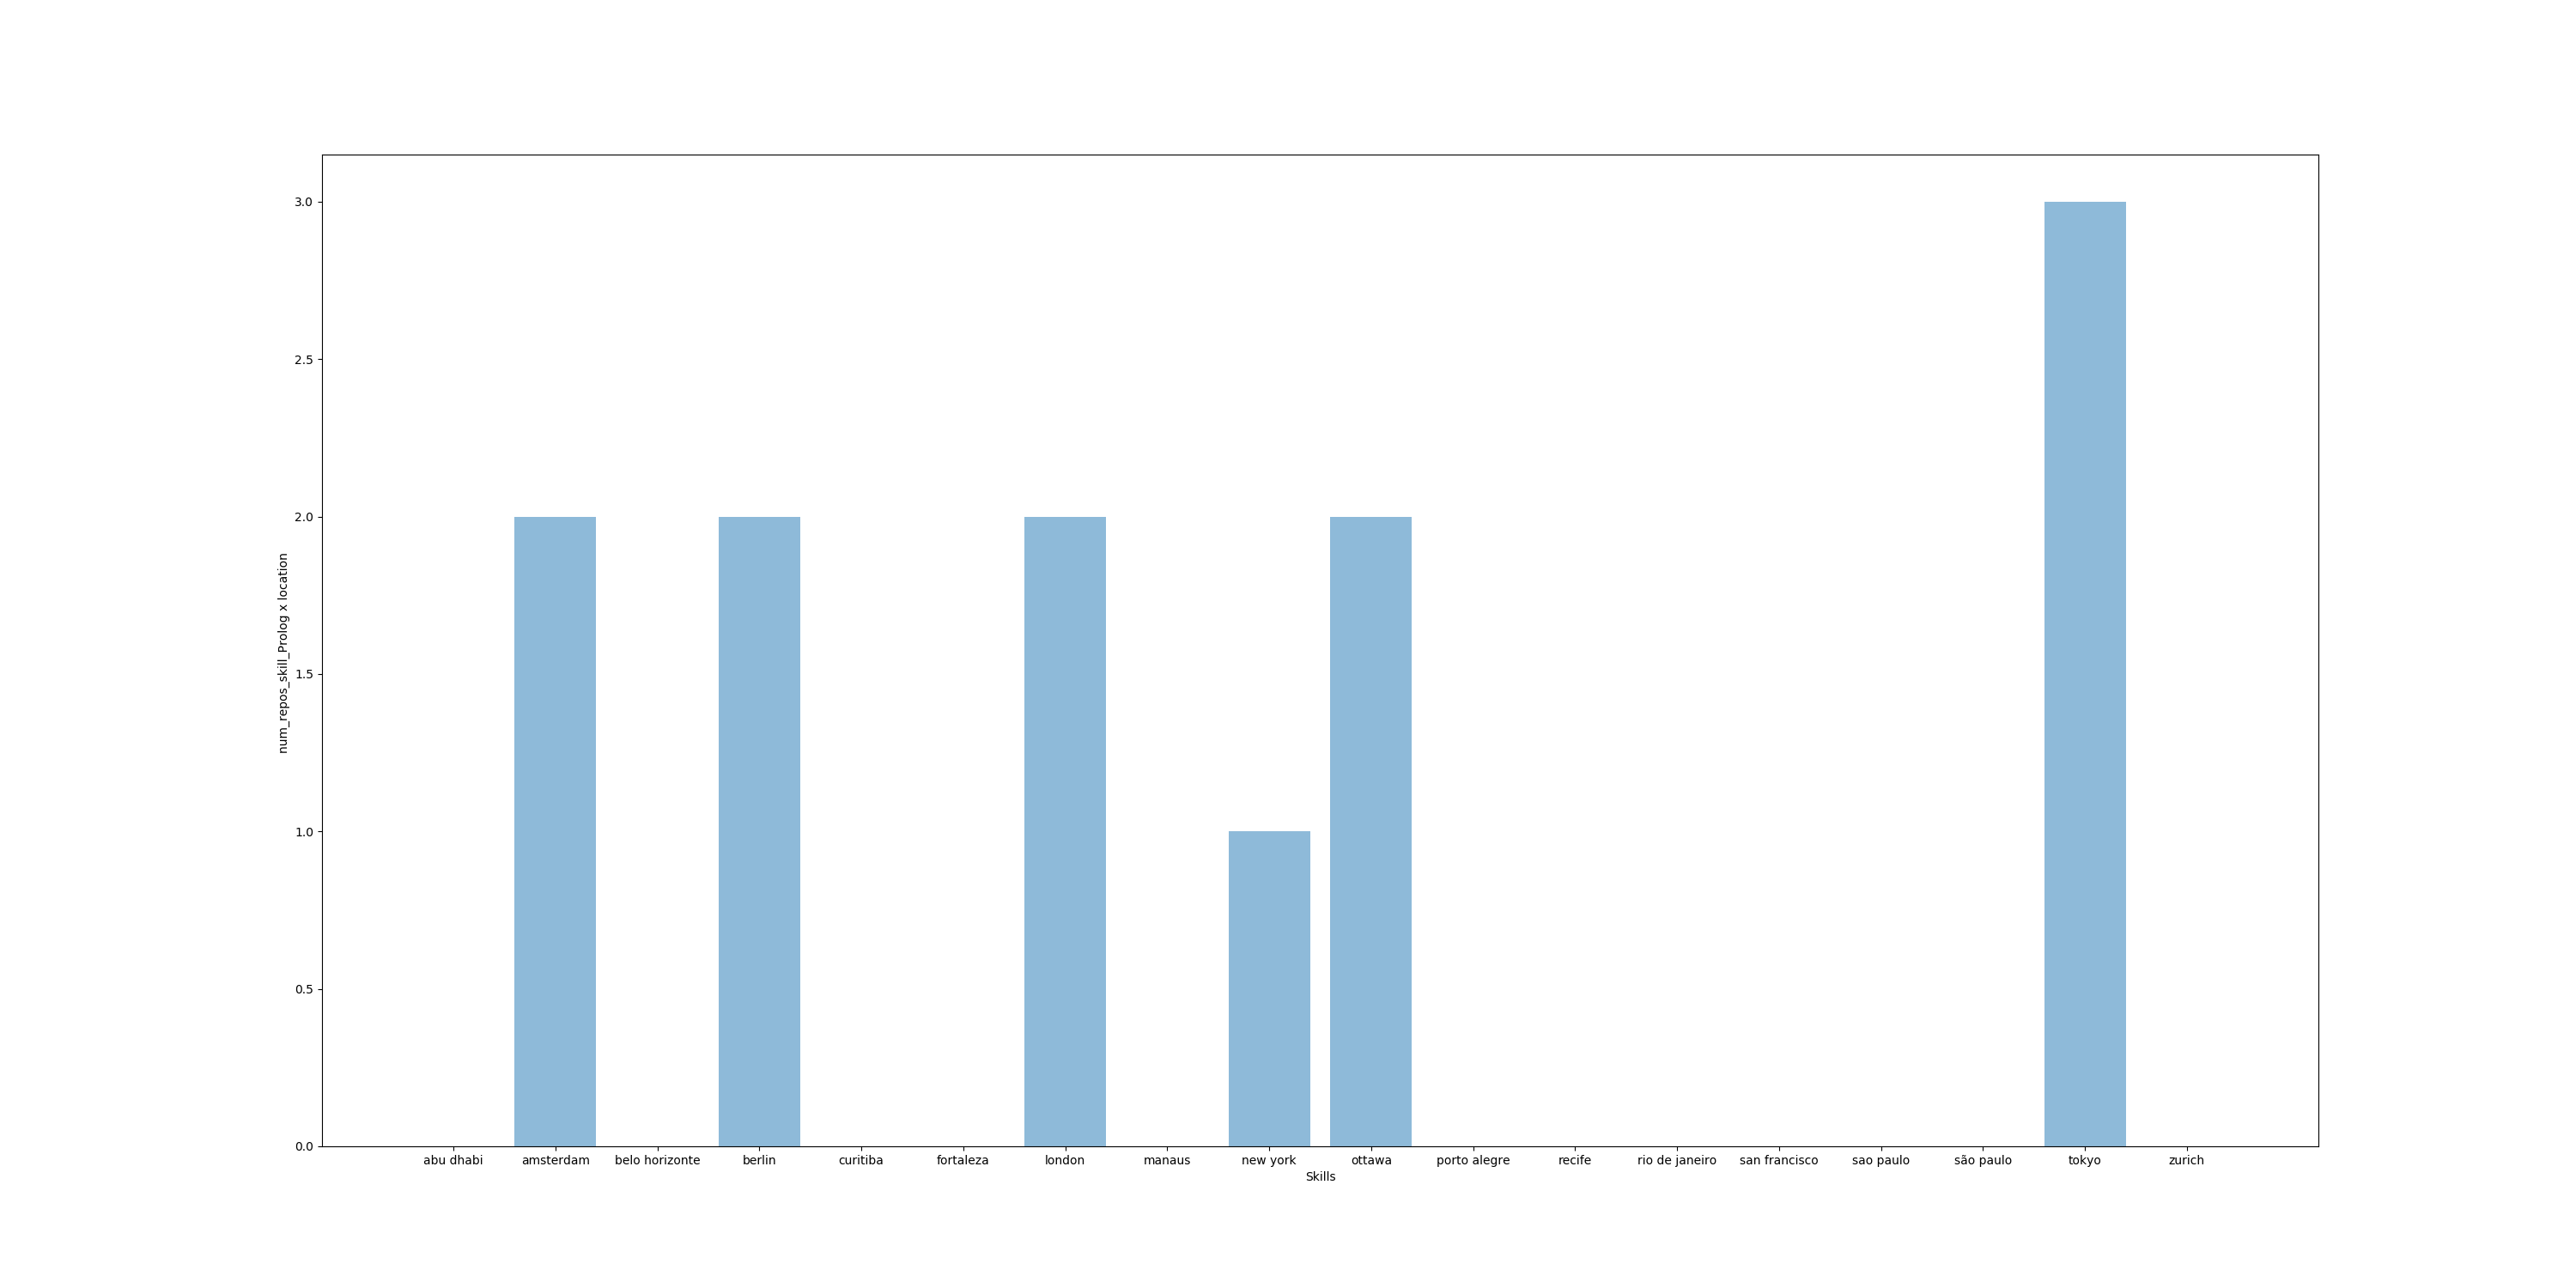 3.0
2.5
2.0
1.5
1.0
0.5
0.0
num_repos_skill_Prolog x location
abu dhabi amsterdam belo horizonte berlin curitiba fortaleza london manaus new york ottawa porto alegre recife rio de janeiro san francisco sao paulo são paulo tokyo zurich
Skills